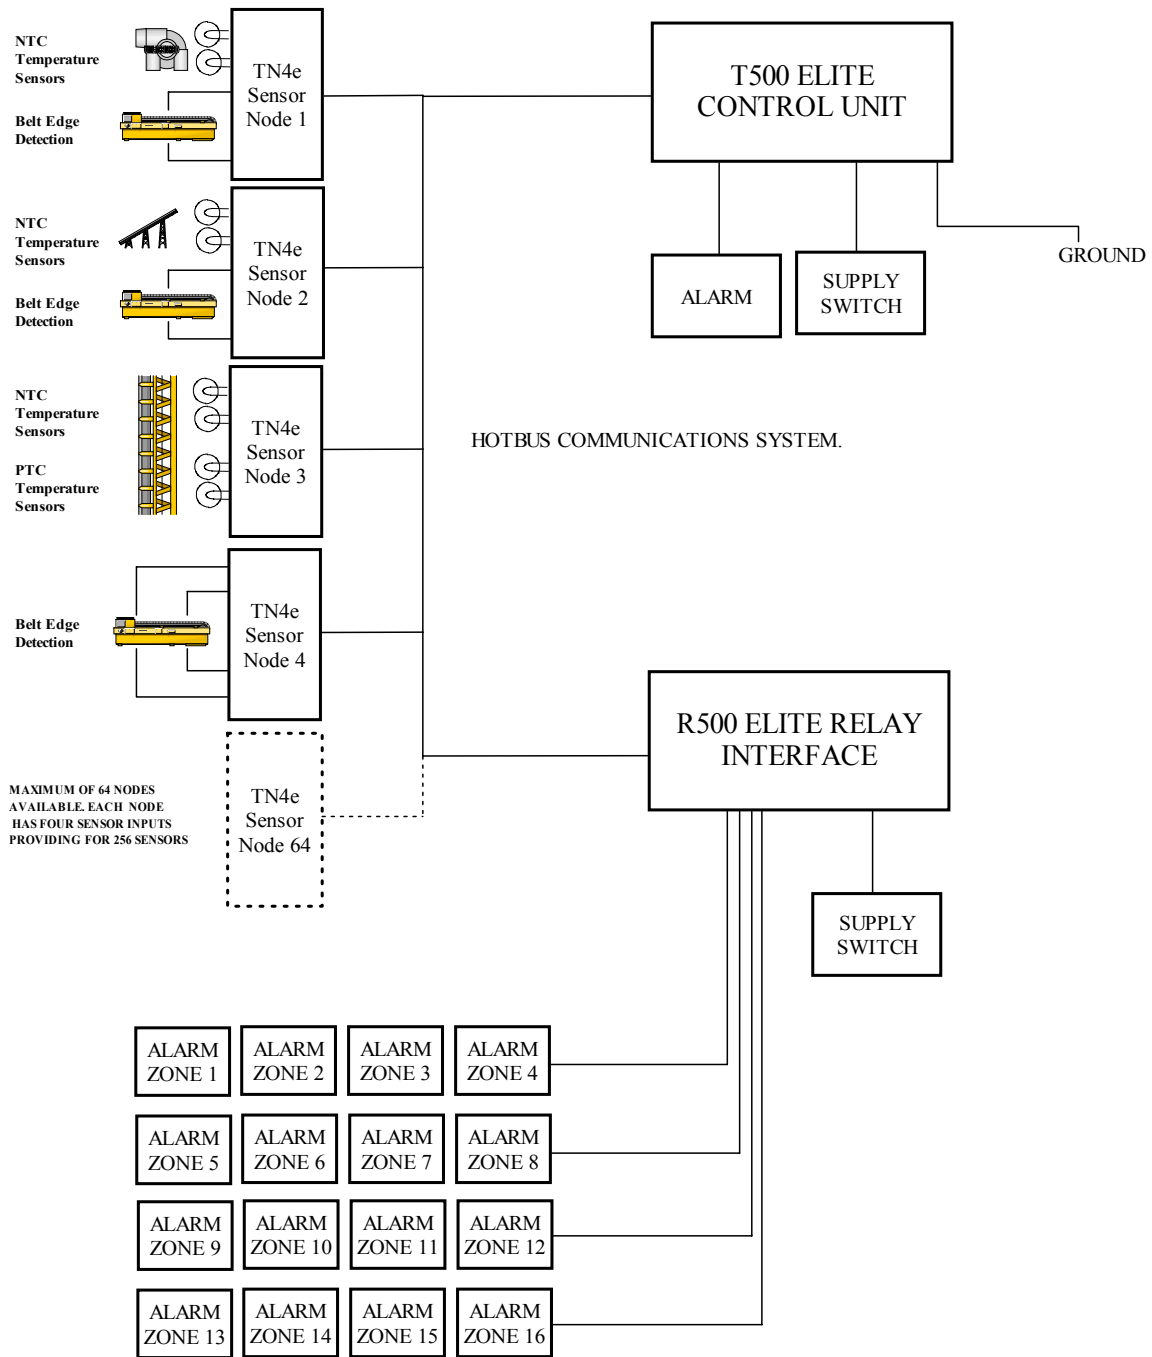 NTC
Temperature
Sensors
Belt Edge
Detection
TN4e
Sensor
Node 1
T500 ELITE
CONTROL UNIT
NTC
Temperature
Sensors
Belt Edge
Detection
TN4e
Sensor
Node 2
ALARM
SUPPLY
SWITCH
GROUND
NTC
Temperature
Sensors
PTC
Temperature
Sensors
TN4e
Sensor
Node 3
HOTBUS COMMUNICATIONS SYSTEM.
Belt Edge
Detection
TN4e
Sensor
Node 4
R500 ELITE RELAY
INTERFACE
MAXIMUM OF 64 NODES
AVAILABLE. EACH NODE
HAS FOUR SENSOR INPUTS
PROVIDING FOR 256 SENSORS
TN4e
Sensor
Node 64
SUPPLY
SWITCH
ALARM
ZONE 1
ALARM
ZONE 2
ALARM
ZONE 3
ALARM
ZONE 4
ALARM
ZONE 5
ALARM
ZONE 6
ALARM
ZONE 7
ALARM
ZONE 8
ALARM
ZONE 9
ALARM
ZONE 10
ALARM
ZONE 11
ALARM
ZONE 12
ALARM
ZONE 13
ALARM
ZONE 14
ALARM
ZONE 15
ALARM
ZONE 16